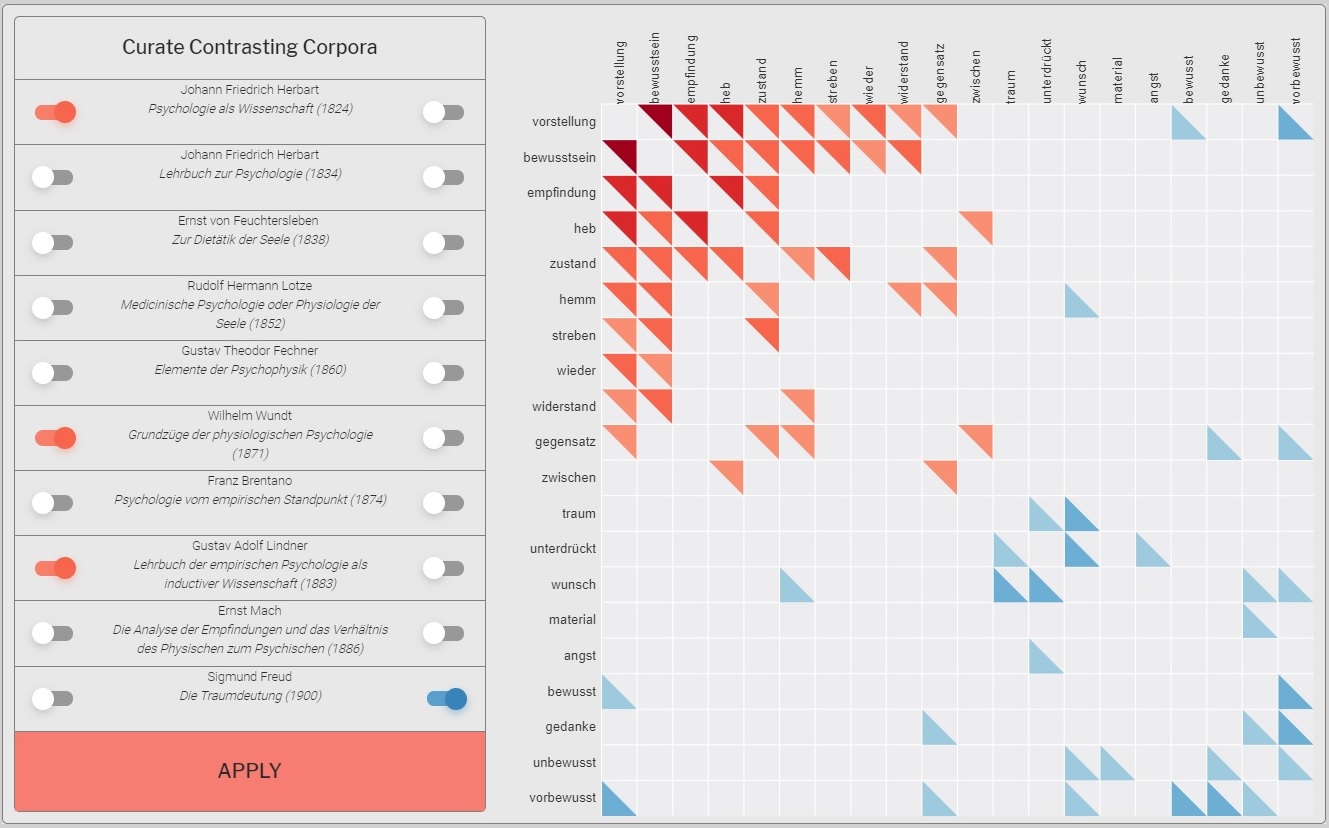 Curate Contrasting Corpora
Johann Friedrich Herbart
Psychologie als Wissenschaft (1824)
Johann Friedrich Herbart
Lehrbuch zur Psychologie (1834)
Ernst von Feuchtersleben
Zur Dietätik der Seele (1838)
Rudolf Hermann Lotze
Medicinische Psychologie oder Physiologie der
Seele (1852)
Gustav Theodor Fechner
Elemente der Psychophysik (1860)
Wilhelm Wundt
Grundzüge der physiologischen Psychologie
(1871)
Franz Brentano
Psychologie vom empirischen Standpunkt (1874)
Gustav Adolf Lindner
Lehrbuch der empirischen Psychologie als
inductiver Wissenschaft (1883)
Ernst Mach
Die Analyse der Empfindungen und das Verhältnis
des Physischen zum Psychischen (1886)
Sigmund Freud
Die Traumdeutung (1900)
APPLY
vorstellung
bewusstsein
empfindung
heb
zustand
hemm
streben
wieder
widerstand
gegensatz
zwischen
traum
unterdrückt
wunsch
material
angst
bewusst
gedanke
unbewusst
vorbewusst
vorstellung
bewusstsein
empfindung
heb
zustand
hemm
streben
wieder
widerstand
gegensatz
zwischen
traum
unterdrückt
wunsch
material
angst
bewusst
gedanke
unbewusst
vorbewusst